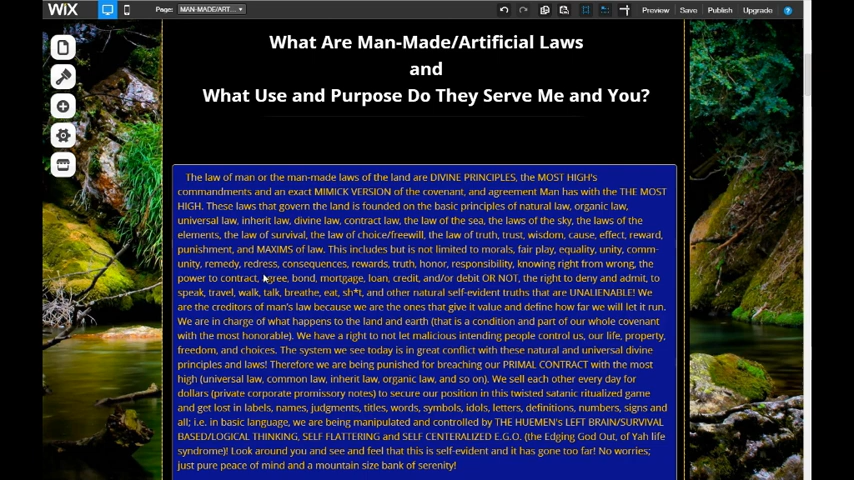 WIX
Page:
MAN-MADE/ART...
Preview
Save
Publish
Upgrade
?
What Are Man-Made/Artificial Laws
and
What Use and Purpose Do They Serve Me and You?
The law of man or the man-made laws of the land are DIVINE PRINCIPLES, the MOST HIGH's
commandments and an exact MIMICK VERSION of the covenant, and agreement Man has with the THE MOST
HIGH. These laws that govern the land is founded on the basic principles of natural law, organic law,
universal law, inherit law, divine law, contract law, the law of the sea, the laws of the sky, the laws of the
elements, the law of survival, the law of choice/freewill, the law of truth, trust, wisdom, cause, effect, reward,
punishment, and MAXIMS of law. This includes but is not limited to morals, fair play, equality, unity, comm-
unity, remedy, redress, consequences, rewards, truth, honor, responsibility, knowing right from wrong, the
power to contract, agree, bond, mortgage, loan, credit, and/or debit OR NOT, the right to deny and admit, to
speak, travel, walk, talk, breathe, eat, sh*t, and other natural self-evident truths that are UNALIENABLE! We
are the creditors of man's law because we are the ones that give it value and define how far we will let it run.
We are in charge of what happens to the land and earth (that is a condition and part of our whole covenant
with the most honorable). We have a right to not let malicious intending people control us, our life, property,
freedom, and choices. The system we see today is in great conflict with these natural and universal divine
principles and laws! Therefore we are being punished for breaching our PRIMAL CONTRACT with the most
high (universal law, common law, inherit law, organic law, and so on). We sell each other every day for
dollars (private corporate promissory notes) to secure our position in this twisted satanic ritualized game
and get lost in labels, names, judgments, titles, words, symbols, idols, letters, definitions, numbers, signs and
all; i.e. in basic language, we are being manipulated and controlled by THE HUEMEN's LEFT BRAIN/SURVIVAL
BASED/LOGICAL THINKING, SELF FLATTERING and SELF CENTERALIZED E.G.O. (the Edging God Out, of Yah life
syndrome)! Look around you and see and feel that this is self-evident and it has gone too far! No worries;
just pure peace of mind and a mountain size bank of serenity!